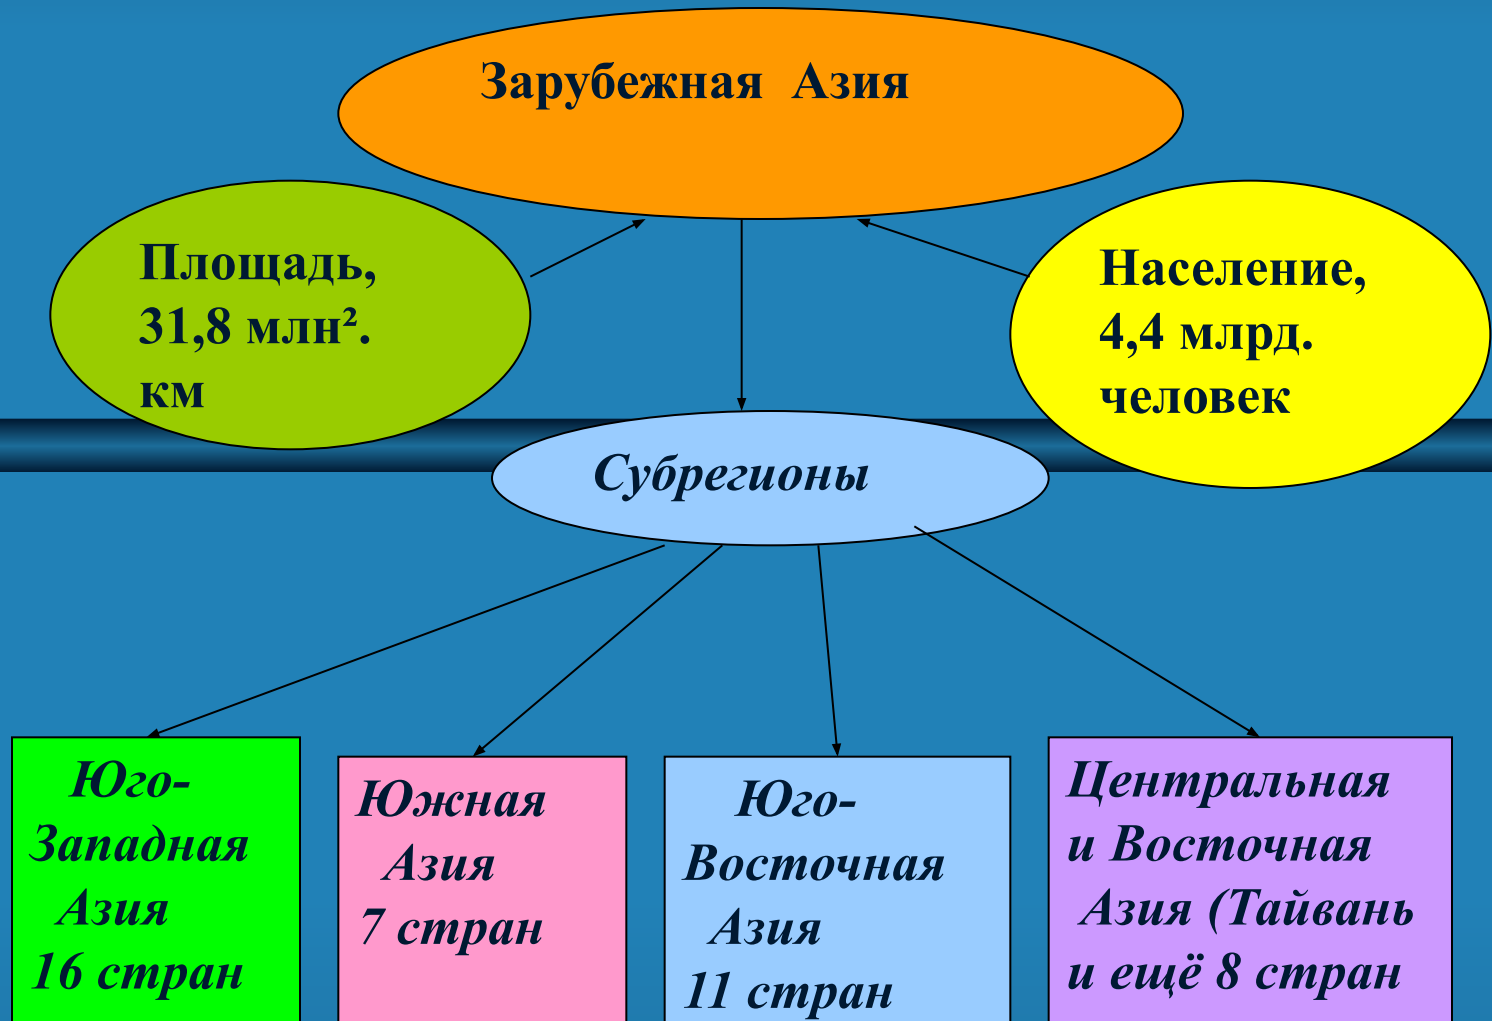 Зарубежная Азия
Площадь,
31,8 млн².
км
Население,
4,4 млрд.
человек
Субрегионы
Юго-
Западная
Азия
16 стран
Южная
Азия
7 стран
Юго-
Восточная
Азия
11 стран
Центральная
и Восточная
Азия (Тайвань
и ещё 8 стран